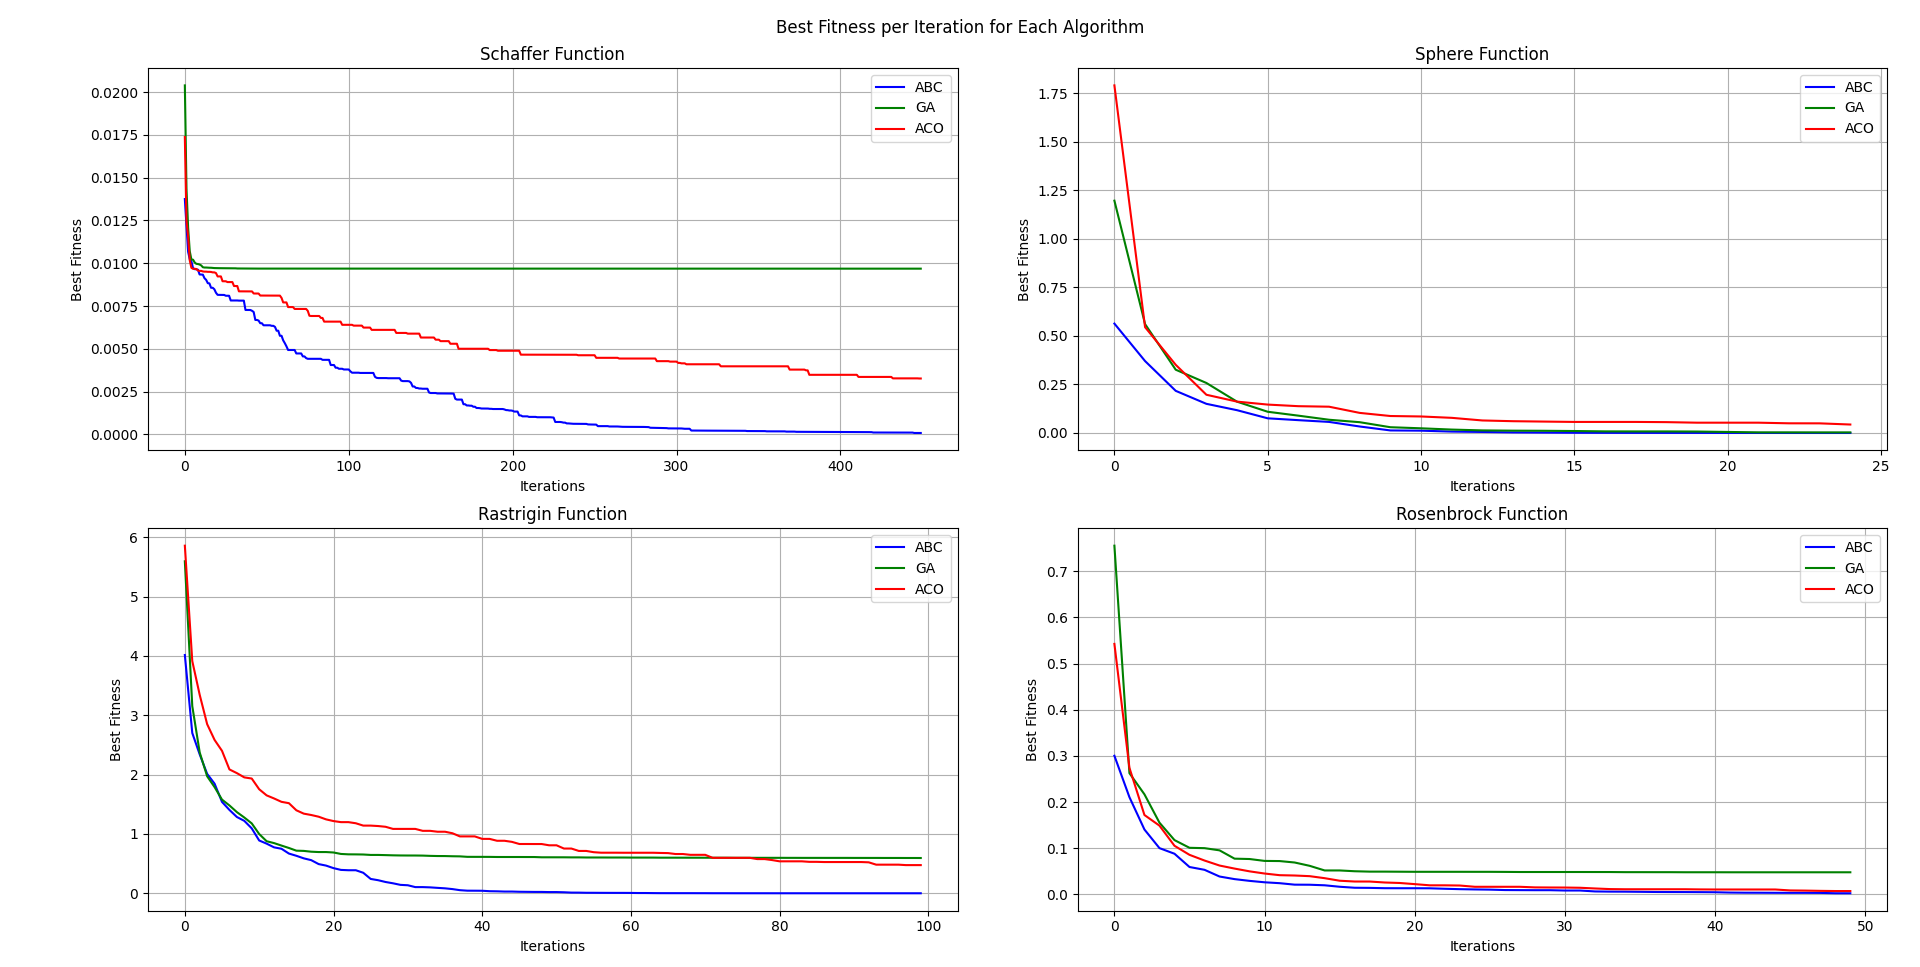 Best Fitness per Iteration for Each Algorithm
Schaffer Function
ABC
GA
ACO
0.0200
0.0175
0.0150
0.0125
0.0100
0.0075
0.0050
0.0025
0.0000
Best Fitness
0 100 200 300 400
Iterations
Sphere Function
ABC
GA
ACO
1.75
1.50
1.25
1.00
0.75
0.50
0.25
0.00
Best Fitness
0 5 10 15 20 25
Iterations
Rastrigin Function
ABC
GA
ACO
6
5
4
3
2
1
0
Best Fitness
0 20 40 60 80 100
Iterations
Rosenbrock Function
ABC
GA
ACO
0.7
0.6
0.5
0.4
0.3
0.2
0.1
0.0
Best Fitness
0 10 20 30 40 50
Iterations